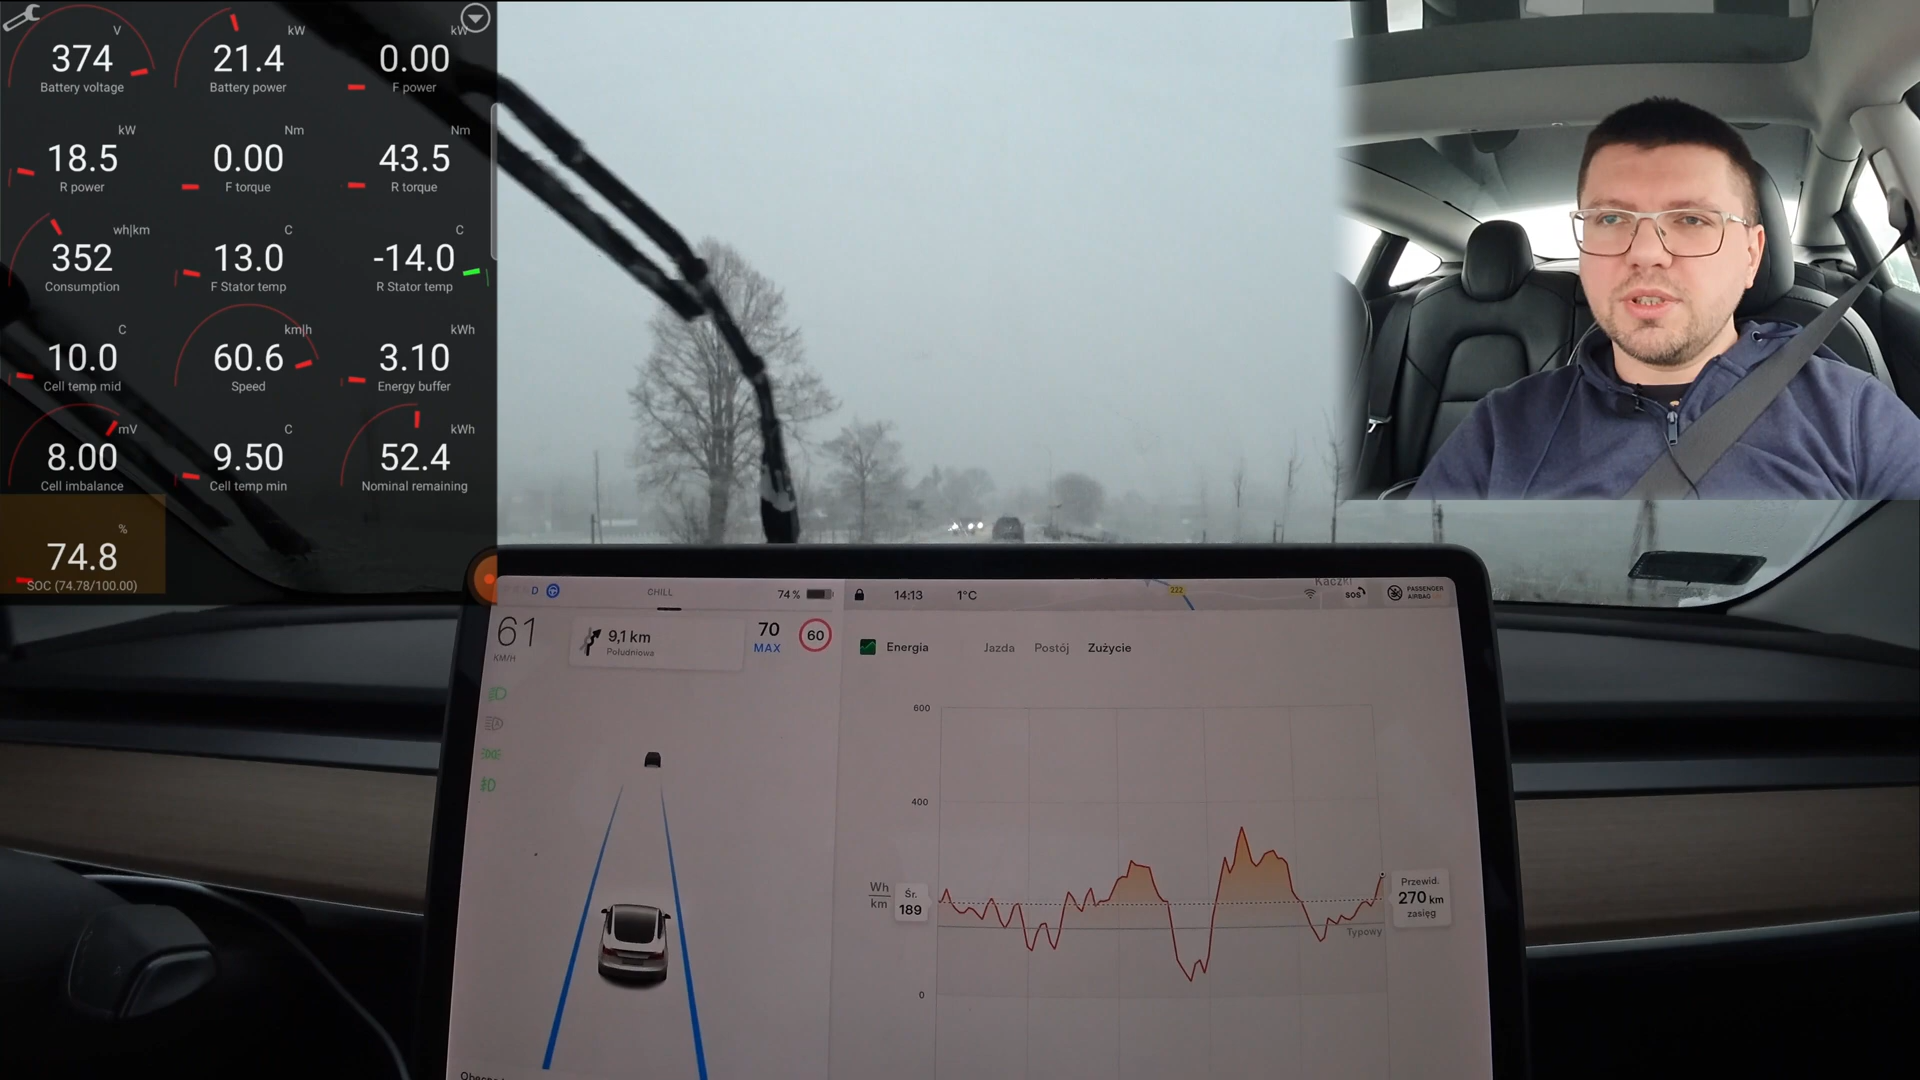 V
374
Battery voltage
kW
21.4
Battery power
kW
0.00
F power
kW
18.5
R power
Nm
0.00
F torque
Nm
43.5
R torque
wh|km
352
Consumption
C
13.0
F Stator temp
C
-14.0
R Stator temp
C
10.0
Cell temp mid
km|h
60.6
Speed
kWh
3.10
Energy buffer
mV
8.00
Cell imbalance
C
9.50
Cell temp min
kWh
52.4
Nominal remaining
%
74.8
SOC (74.78/100.00)
D
CHILL
74 %
14:13
1°C
222
Kaczki
SOS
PASSENGER
AIRBAG
61
KM/H
9,1 km
Południowa
70
MAX
60
Energia
Jazda Postój Zużycie
600
400
Wh
km
Śr.
189
Przewid.
270 km
zasięg
Typowy
0